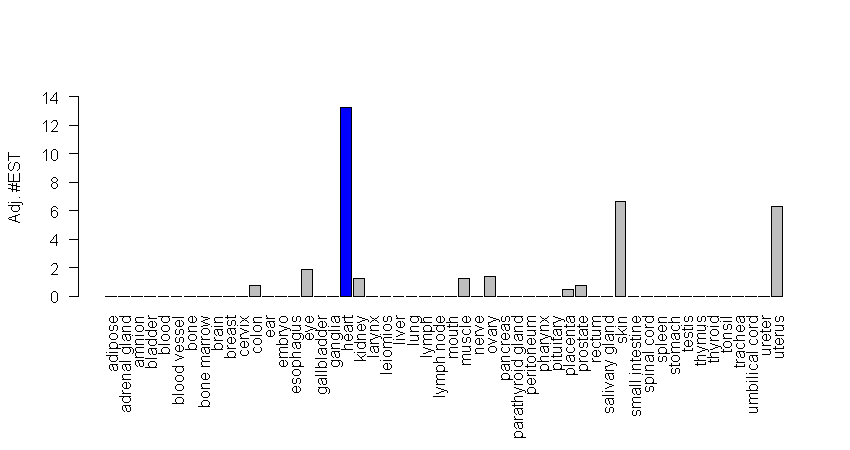 Adj. #EST
14
12
10
8
6
4
2
0
adipose
adrenal gland
amnion
bladder
blood
blood vessel
bone
bone marrow
brain
breast
cervix
colon
ear
embryo
esophagus
eye
gallbladder
ganglia
heart
kidney
larynx
leiomios
liver
lung
lymph
lymph node
mouth
muscle
nerve
ovary
pancreas
parathyroid gland
peritoneum
pharynx
pituitary
placenta
prostate
rectum
salivary gland
skin
small intestine
spinal cord
spleen
stomach
testis
thymus
thyroid
tonsil
trachea
umbilical cord
ureter
uterus